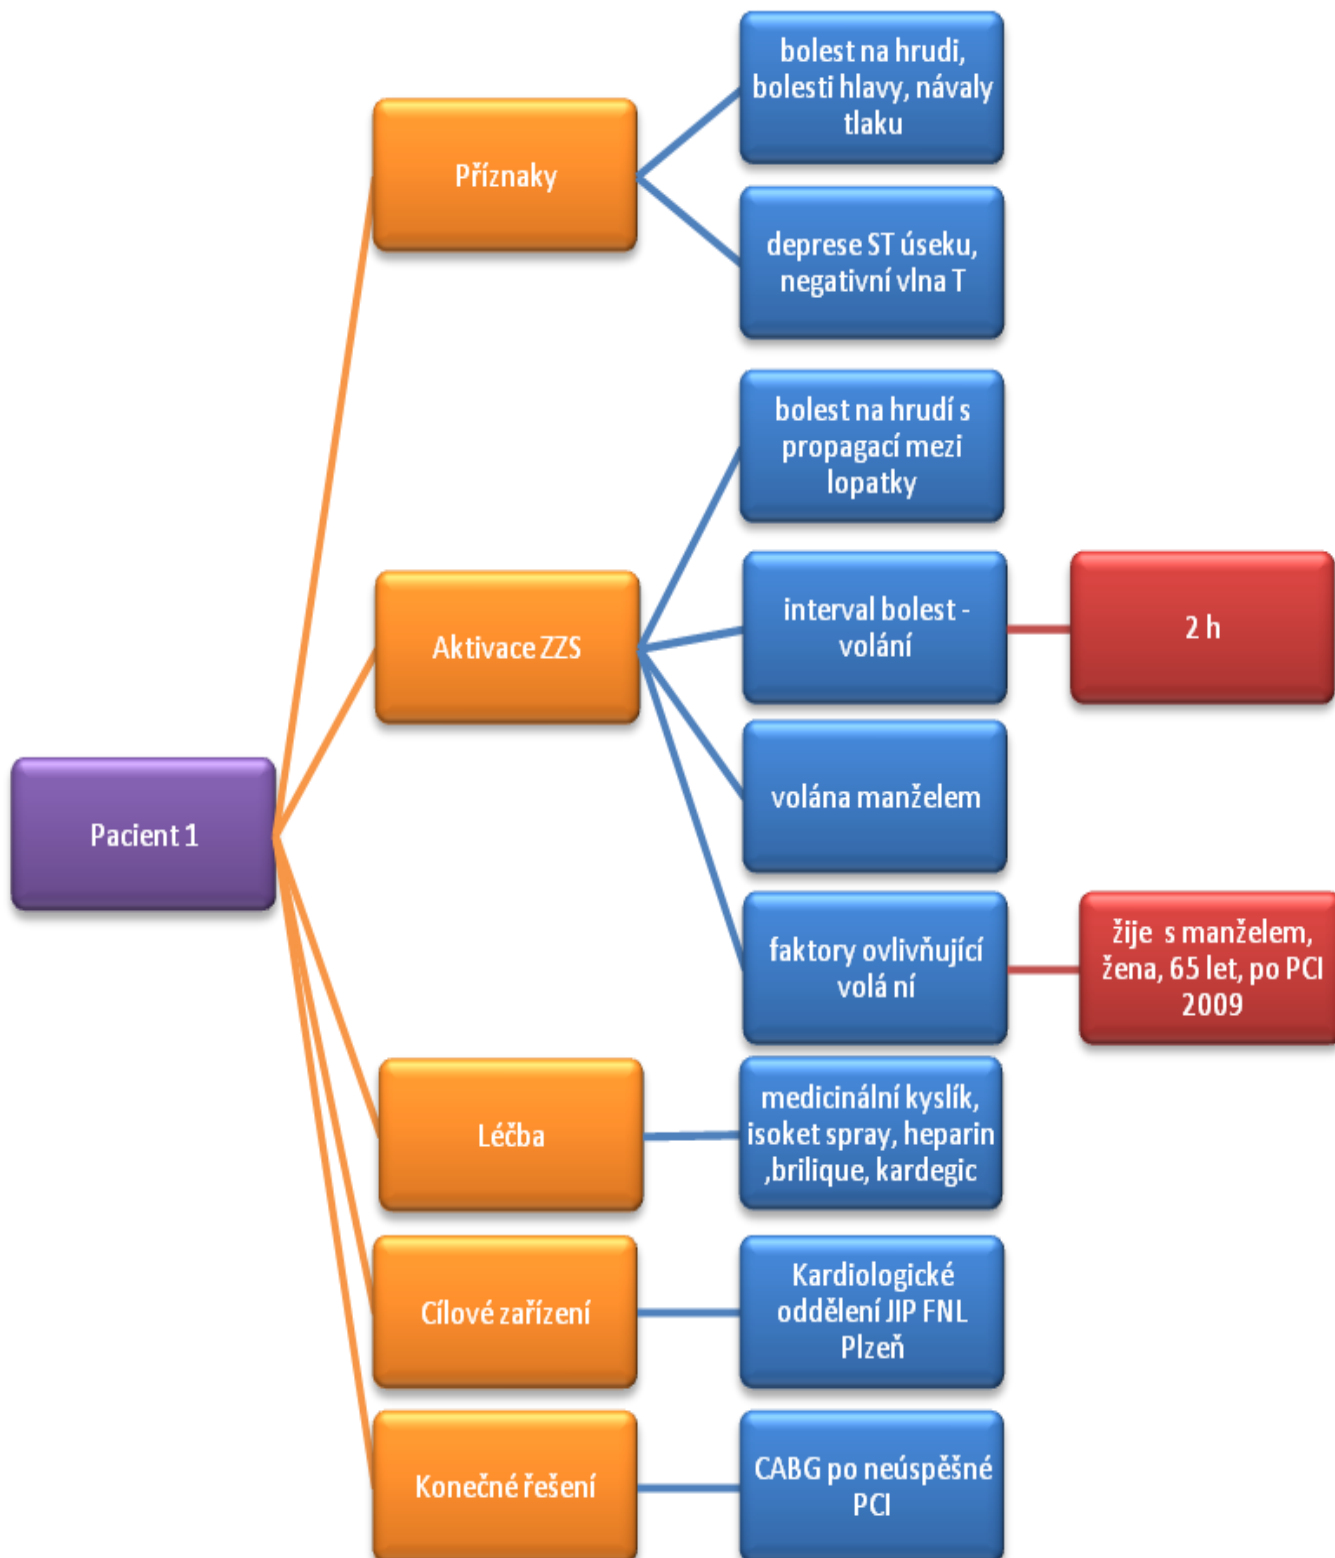 Pacient 1
Příznaky
bolest na hrudi,
bolesti hlavy, návaly
tlaku
deprese ST úseku,
negativní vlna T
Aktivace ZZS
bolest na hrudí s
propagací mezi
lopatky
interval bolest -
volání
2 h
volána manželem
faktory ovlivňující
volá ní
žije s manželem,
žena, 65 let, po PCI
2009
Léčba
medicinální kyslík,
isoket spray, heparin
,brilique, kardegic
Cílové zařízení
Kardiologické
oddělení JIP FNL
Plzeň
Konečné řešení
CABG po neúspěšné
PCI